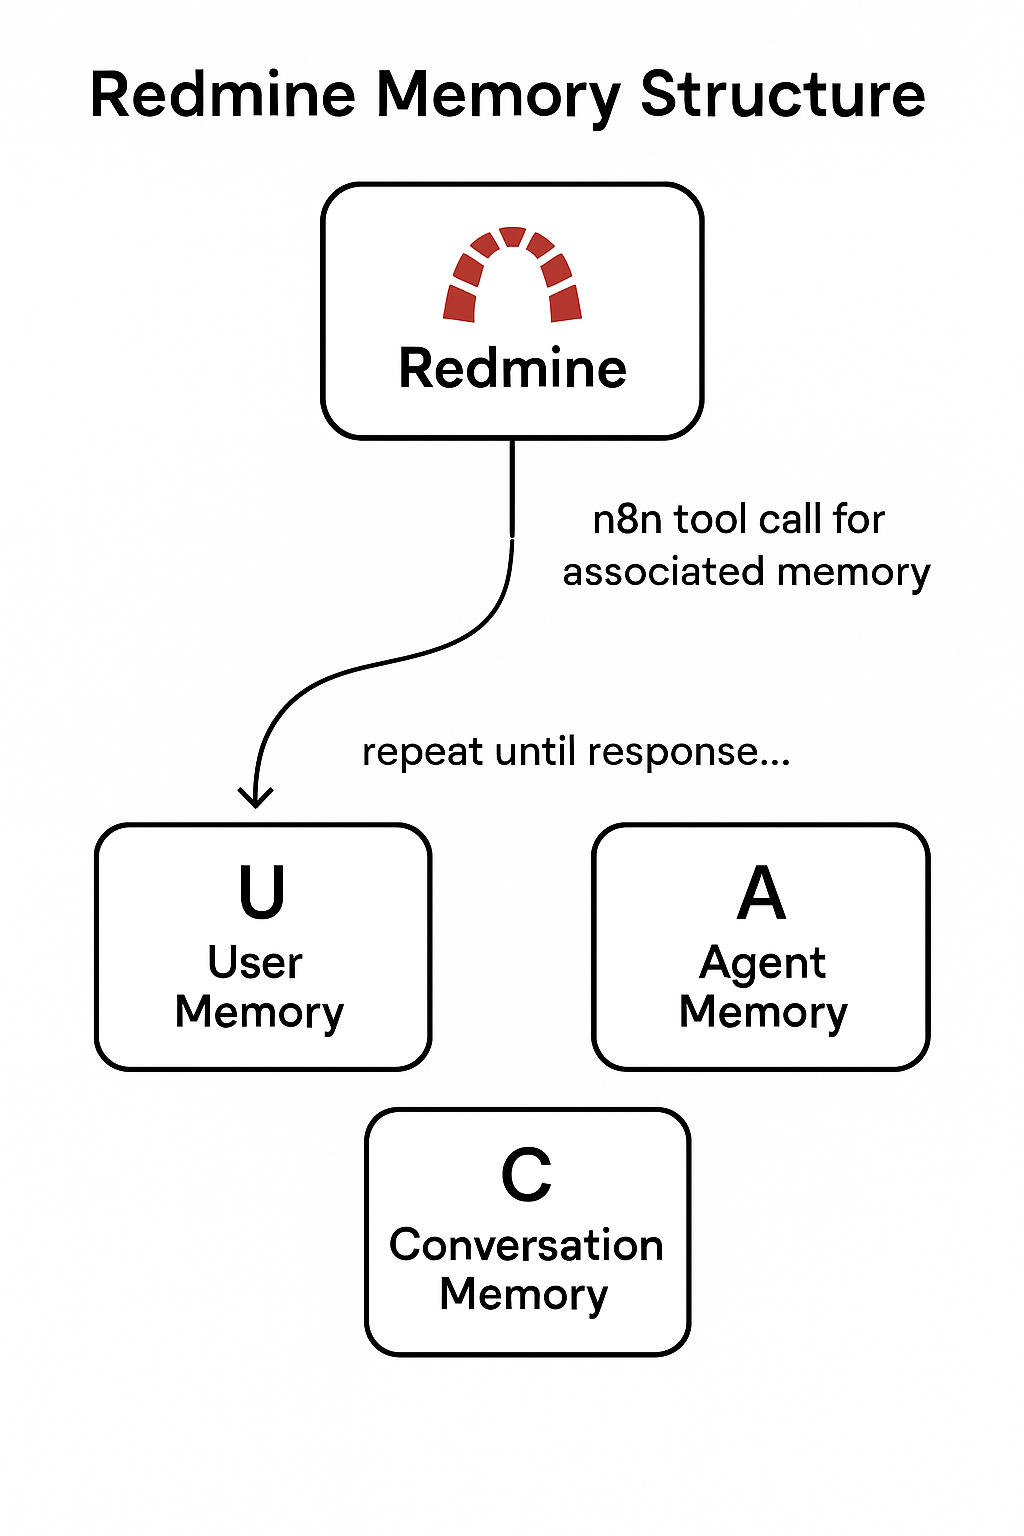 Redmine Memory Structure
Redmine
n8n tool call for
associated memory
repeat until response...
U
User
Memory
A
Agent
Memory
C
Conversation
Memory